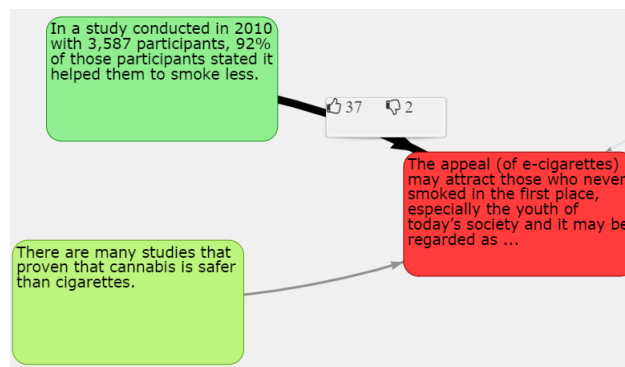 In a study conducted in 2010
with 3,587 participants, 92%
of those participants stated it
helped them to smoke less.
37 2
The appeal (of e-cigarettes)
may attract those who never
smoked in the first place,
especially the youth of
today's society and it may be
regarded as ...
There are many studies that
proven that cannabis is safer
than cigarettes.